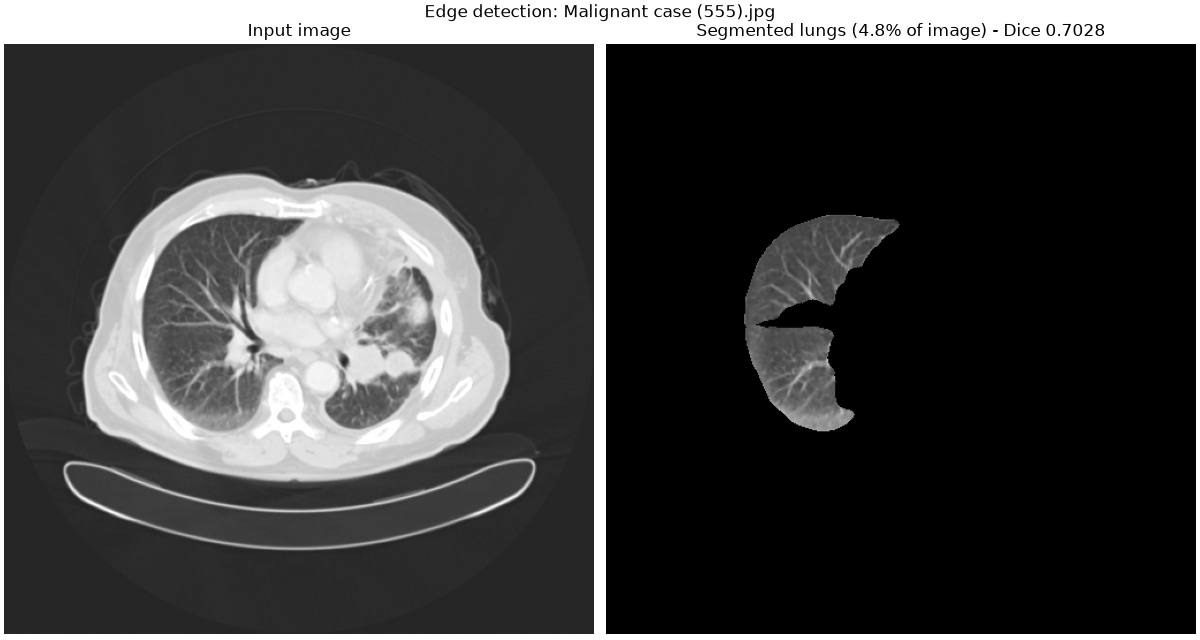 Edge detection: Malignant case (555).jpg
Input image
Segmented lungs (4.8% of image) - Dice 0.7028